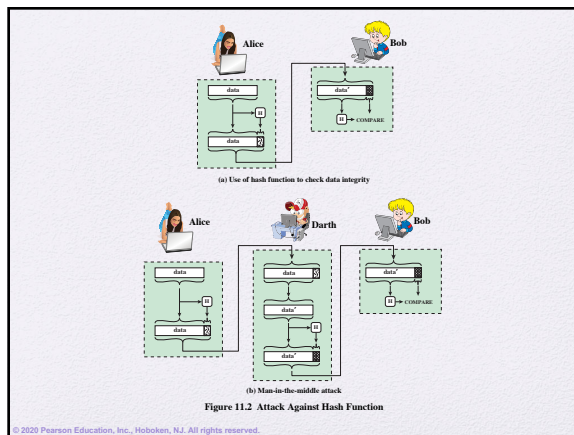 Alice
Bob
data
data'
H
H
COMPARE
data
(a) Use of hash function to check data integrity
Alice
Darth
Bob
data
data
data'
H
data'
H
H
COMPARE
data
data'
(b) Man-in-the-middle attack
Figure 11.2 Attack Against Hash Function
© 2020 Pearson Education, Inc., Hoboken, NJ. All rights reserved.